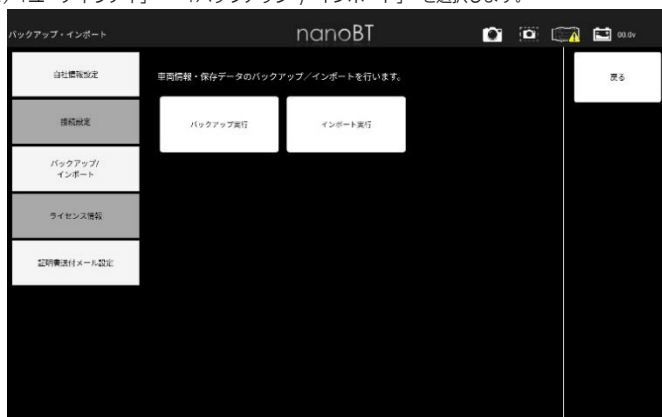 バックアップ・インポート
nanoBT
00.0v
自社情報設定
車両情報・保存データのバックアップ／インポートを行います。
戻る
接続設定
バックアップ実行
インポート実行
バックアップ/
インポート
ライセンス情報
証明書送付メール設定